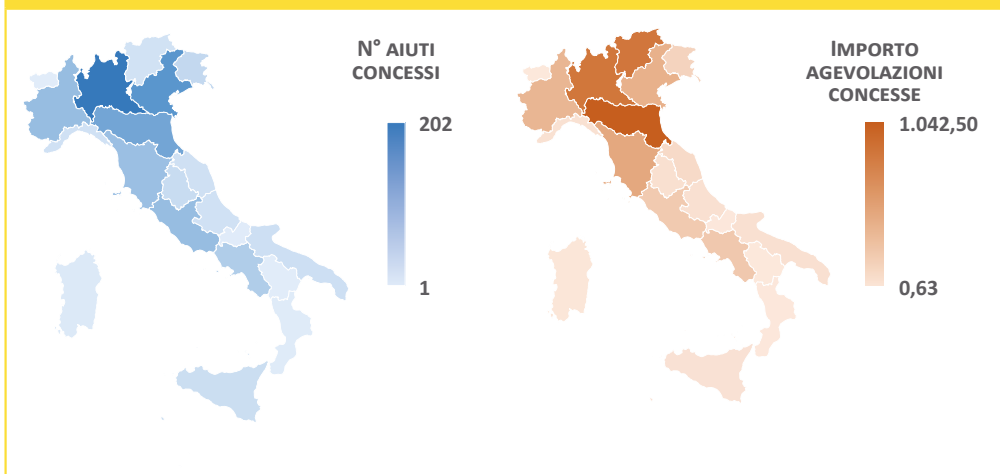 N° AIUTI
CONCESSI
202
1
IMPORTO
AGEVOLAZIONI
CONCESSE
1.042,50
0,63